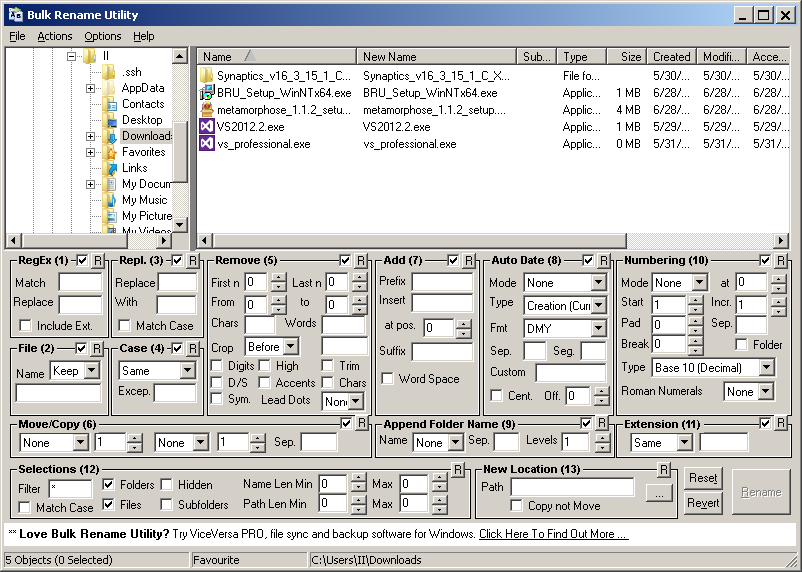 Bulk Rename Utility
File Actions Options Help
II
.ssh
AppData
Contacts
Desktop
Downloads
Favorites
Links
My Docum
My Music
My Picture
My Videos
Name New Name Sub... Type Size Created Modifi... Acce...
Synaptics_v16_3_15_1_C... Synaptics_v16_3_15_1_C_X... File fo... 5/30/... 5/30/... 5/30/...
BRU_Setup_WinNTx64.exe BRU_Setup_WinNTx64.exe Applic... 1 MB 6/28/... 6/28/... 6/28/...
metamorphose_1.1.2_setu... metamorphose_1.1.2_setup.... Applic... 4 MB 6/28/... 6/28/... 6/28/...
VS2012.2.exe VS2012.2.exe Applic... 1 MB 5/29/... 5/29/... 5/29/...
vs_professional.exe vs_professional.exe Applic... 0 MB 5/31/... 5/31/... 5/31/...
RegEx (1) R
Match
Replace
Include Ext.
Repl. (3) R
Replace
With
Match Case
Remove (5) R
First n 0 Last n 0
From 0 to 0
Chars Words
Crop Before
Digits High Trim
D/S Accents Chars
Sym. Lead Dots Non
Add (7) R
Prefix
Insert
at pos. 0
Suffix
Word Space
Auto Date (8) R
Mode None
Type Creation (Curr
Fmt DMY
Sep. Seg.
Custom
Cent. Off. 0
Numbering (10) R
Mode None at 0
Start 1 Incr. 1
Pad 0 Sep.
Break 0 Folder
Type Base 10 (Decimal)
Roman Numerals None
File (2) R
Name Keep
Case (4) R
Same
Excep.
Move/Copy (6) R
None 1 None 1 Sep.
Append Folder Name (9) R
Name None Sep. Levels 1
Extension (11) R
Same
Selections (12) R
Filter * Folders Hidden Name Len Min 0 Max 0
Match Case Files Subfolders Path Len Min 0 Max 0
New Location (13) R
Path ...
Copy not Move
Reset
Revert
Rename
** Love Bulk Rename Utility? Try ViceVersa PRO, file sync and backup software for Windows. Click Here To Find Out More ...
5 Objects (0 Selected) Favourite C:\Users\II\Downloads